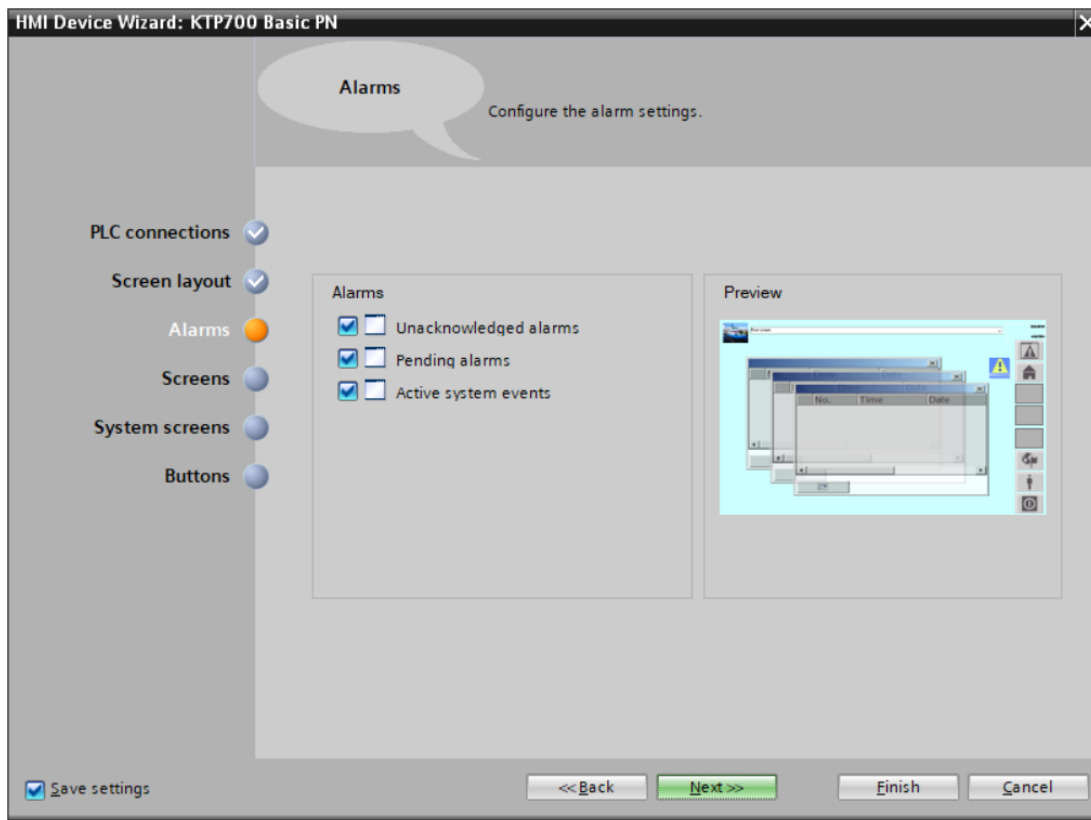 HMI Device Wizard: KTP700 Basic PN
Alarms
Configure the alarm settings.
PLC connections
Screen layout
Alarms
Screens
System screens
Buttons
Alarms
Unacknowledged alarms
Pending alarms
Active system events
Preview
No. Time Date
Save settings
<<Back
Next>>
Finish
Cancel